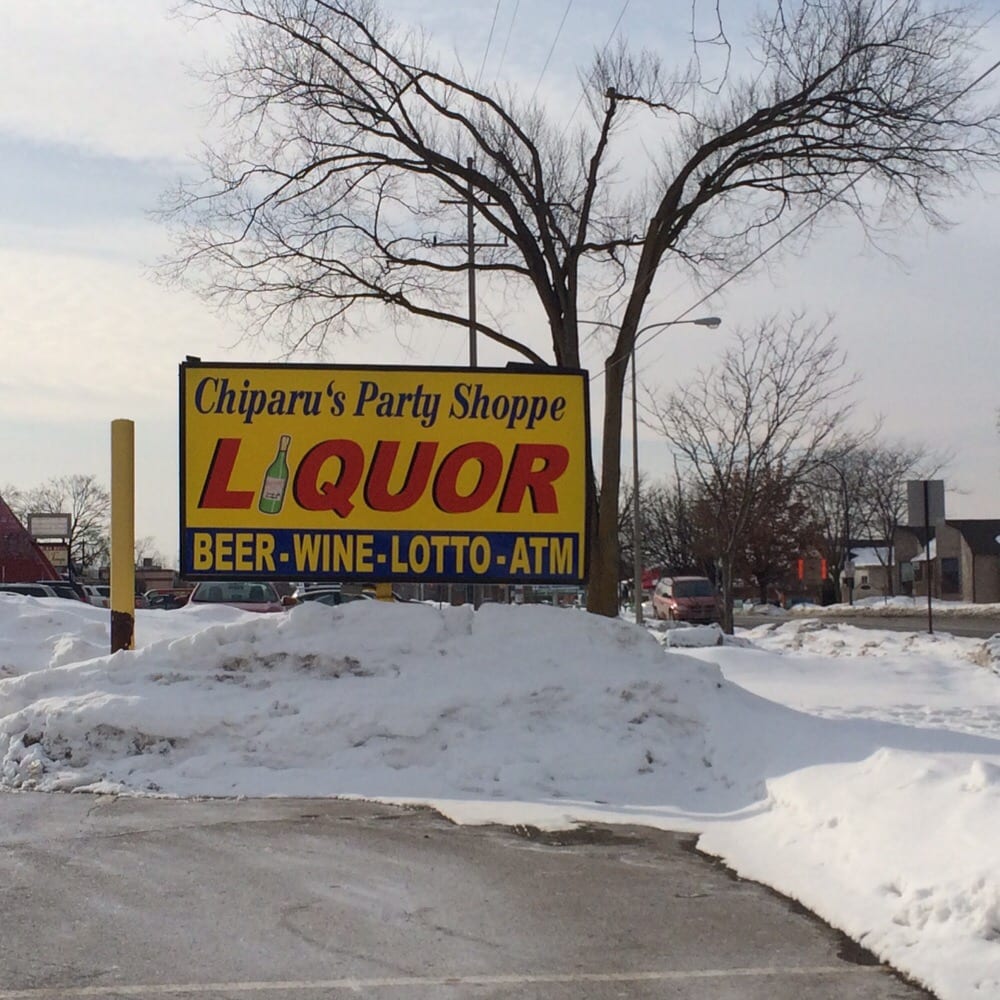 Chiparu's Party Shoppe
LIQUOR
BEER-WINE-LOTTO-ATM